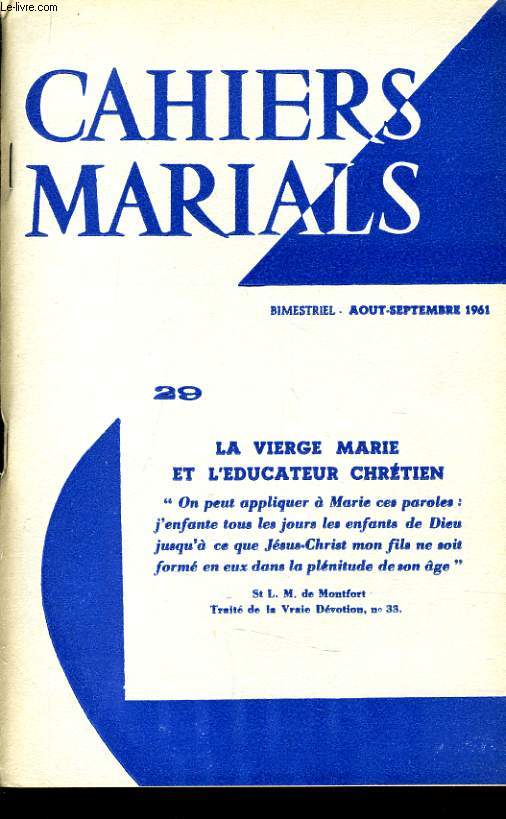 Le-livre.com
CAHIERS
MARIALS
BIMESTRIEL - AOUT-SEPTEMBRE 1961
29
LA VIERGE MARIE
ET L'EDUCATEUR CHRÉTIEN
" On peut appliquer à Marie ces paroles :
j'enfante tous les jours les enfants de Dieu
jusqu'à ce que Jésus-Christ mon fils ne soit
formé en eux dans la plénitude de son âge "
St L. M. de Montfort
Traité de la Vraie Dévotion, no 33.